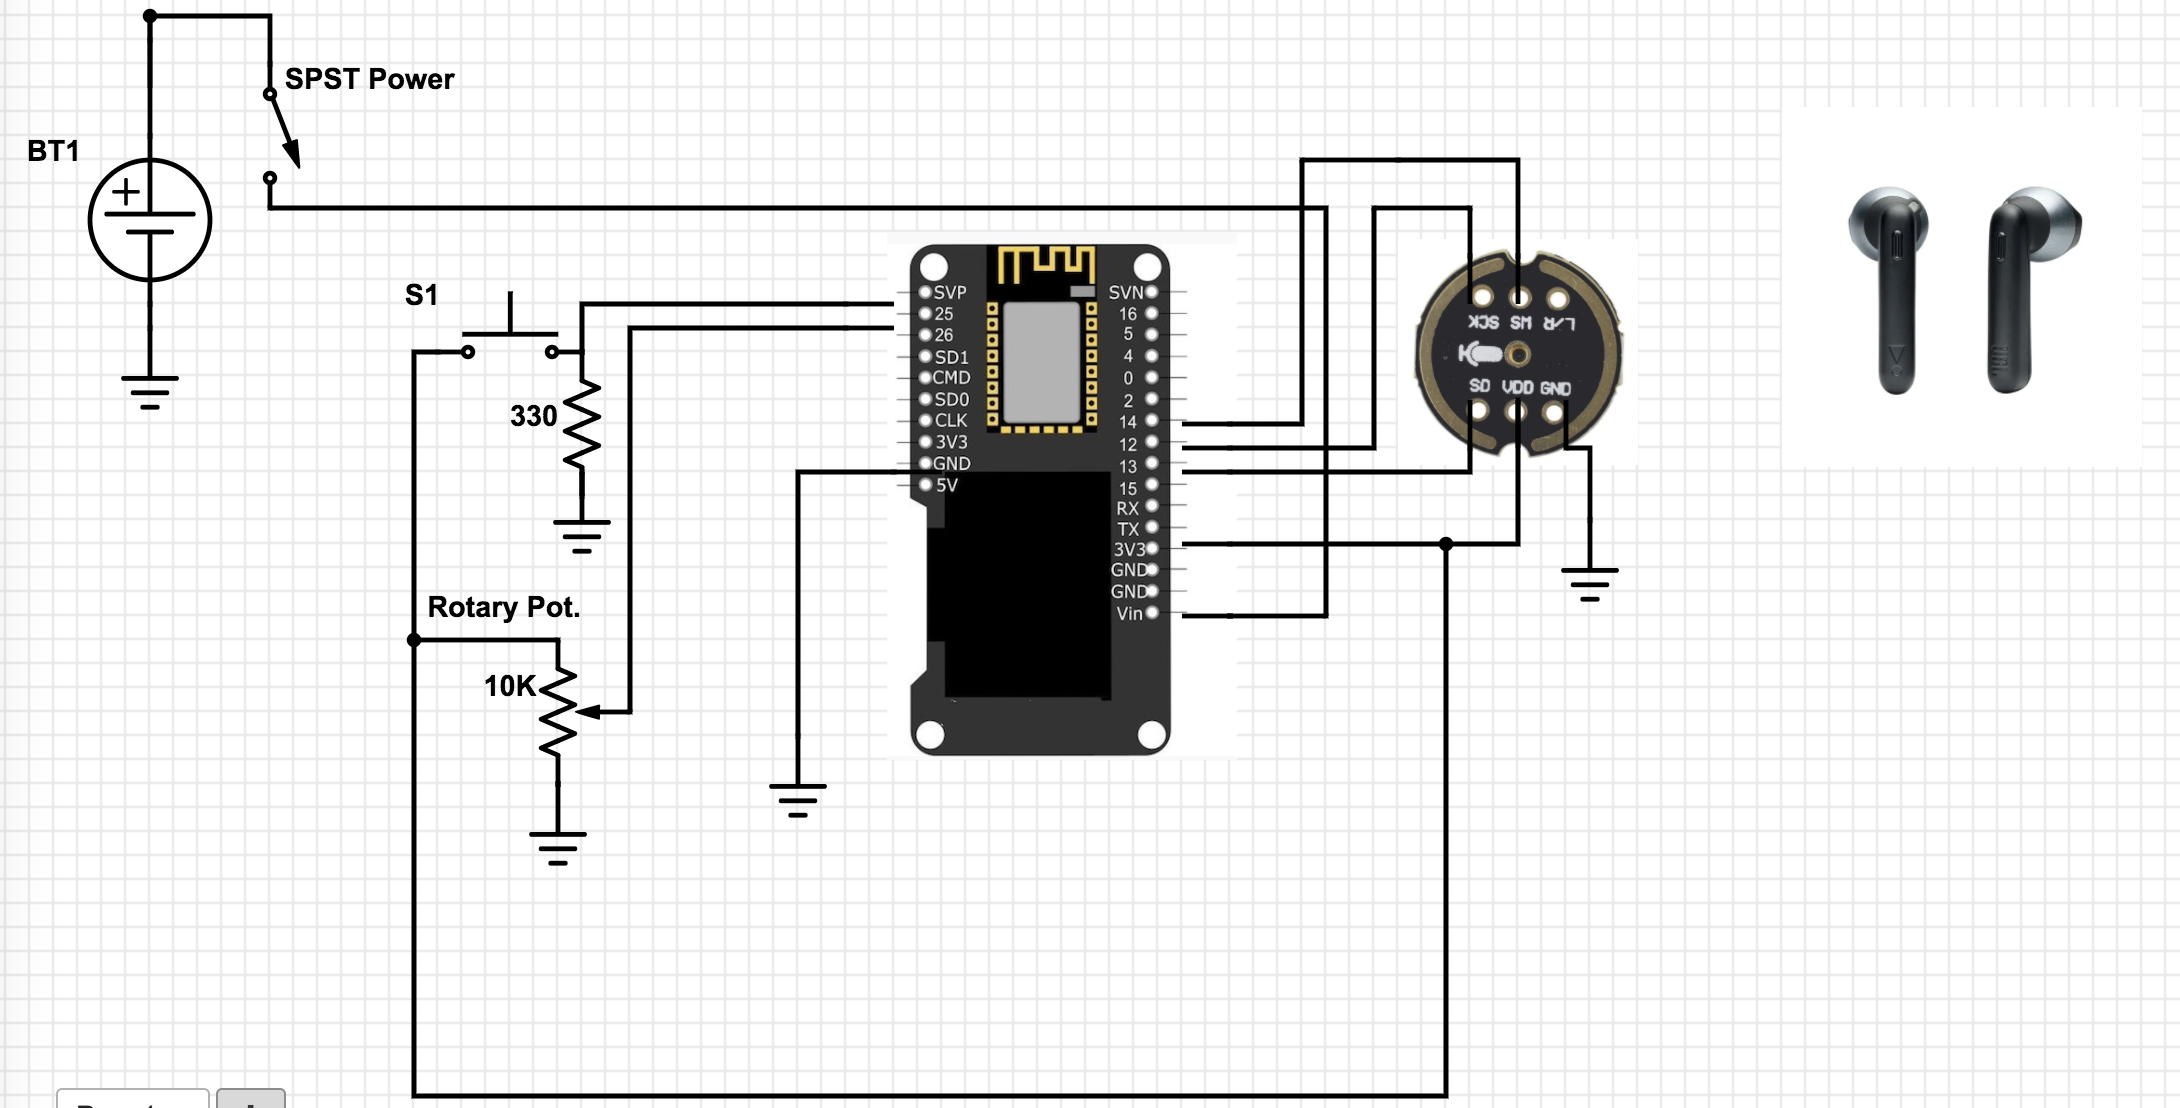 SPST Power
BT1
+
S1
330
Rotary Pot.
10K
SVP
25
26
SD1
CMD
SD0
CLK
3V3
GND
5V
SVN
16
5
4
0
2
14
12
13
15
RX
TX
3V3
GND
GND
Vin
SCK WS L/R
SD VDD GND